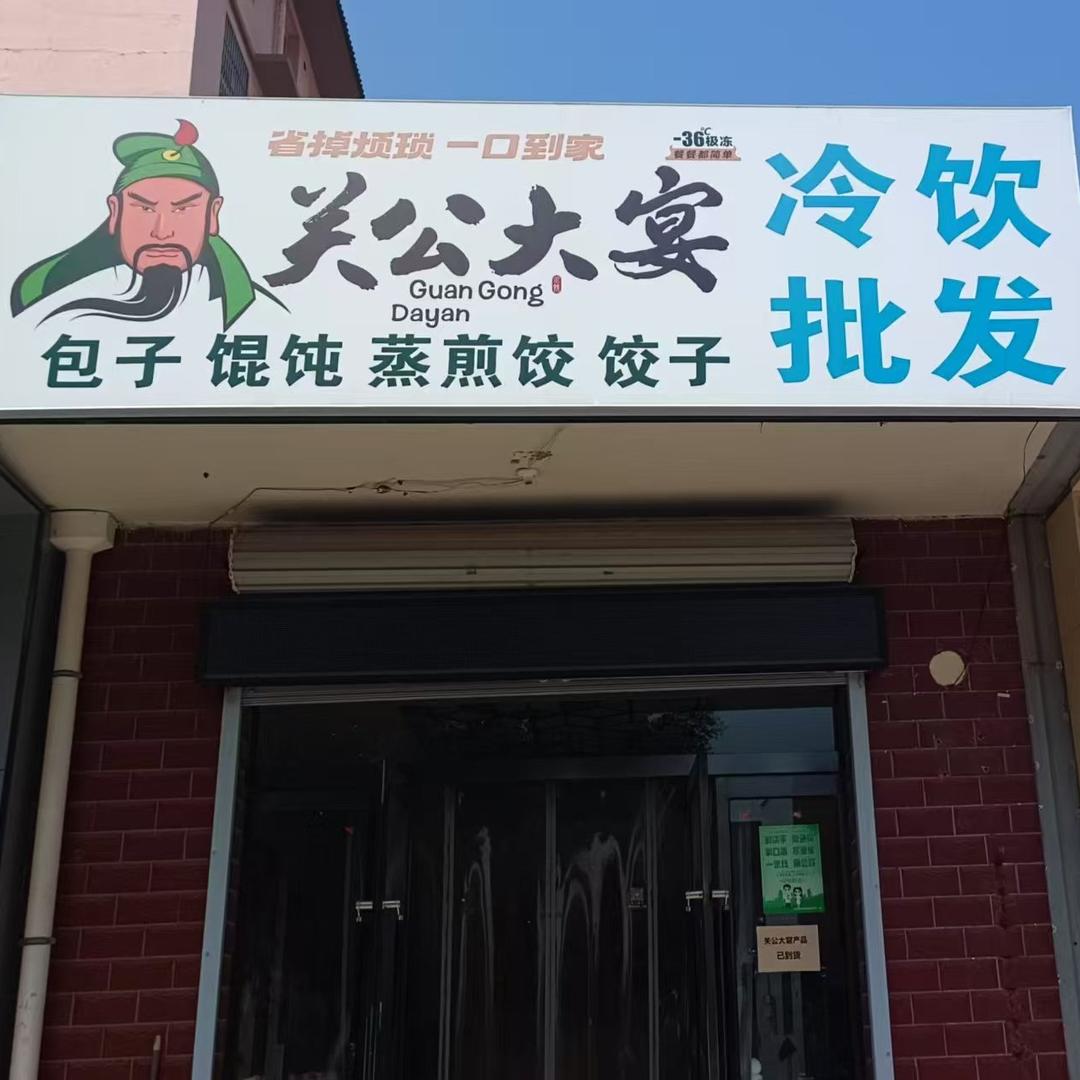 省掉烦琐 一口到家
-36℃极冻
餐餐都简单
关公大宴
Guan Gong
Dayan
包子 馄饨 蒸煎饺 饺子
冷饮
批发
关公大宴产品
已到货